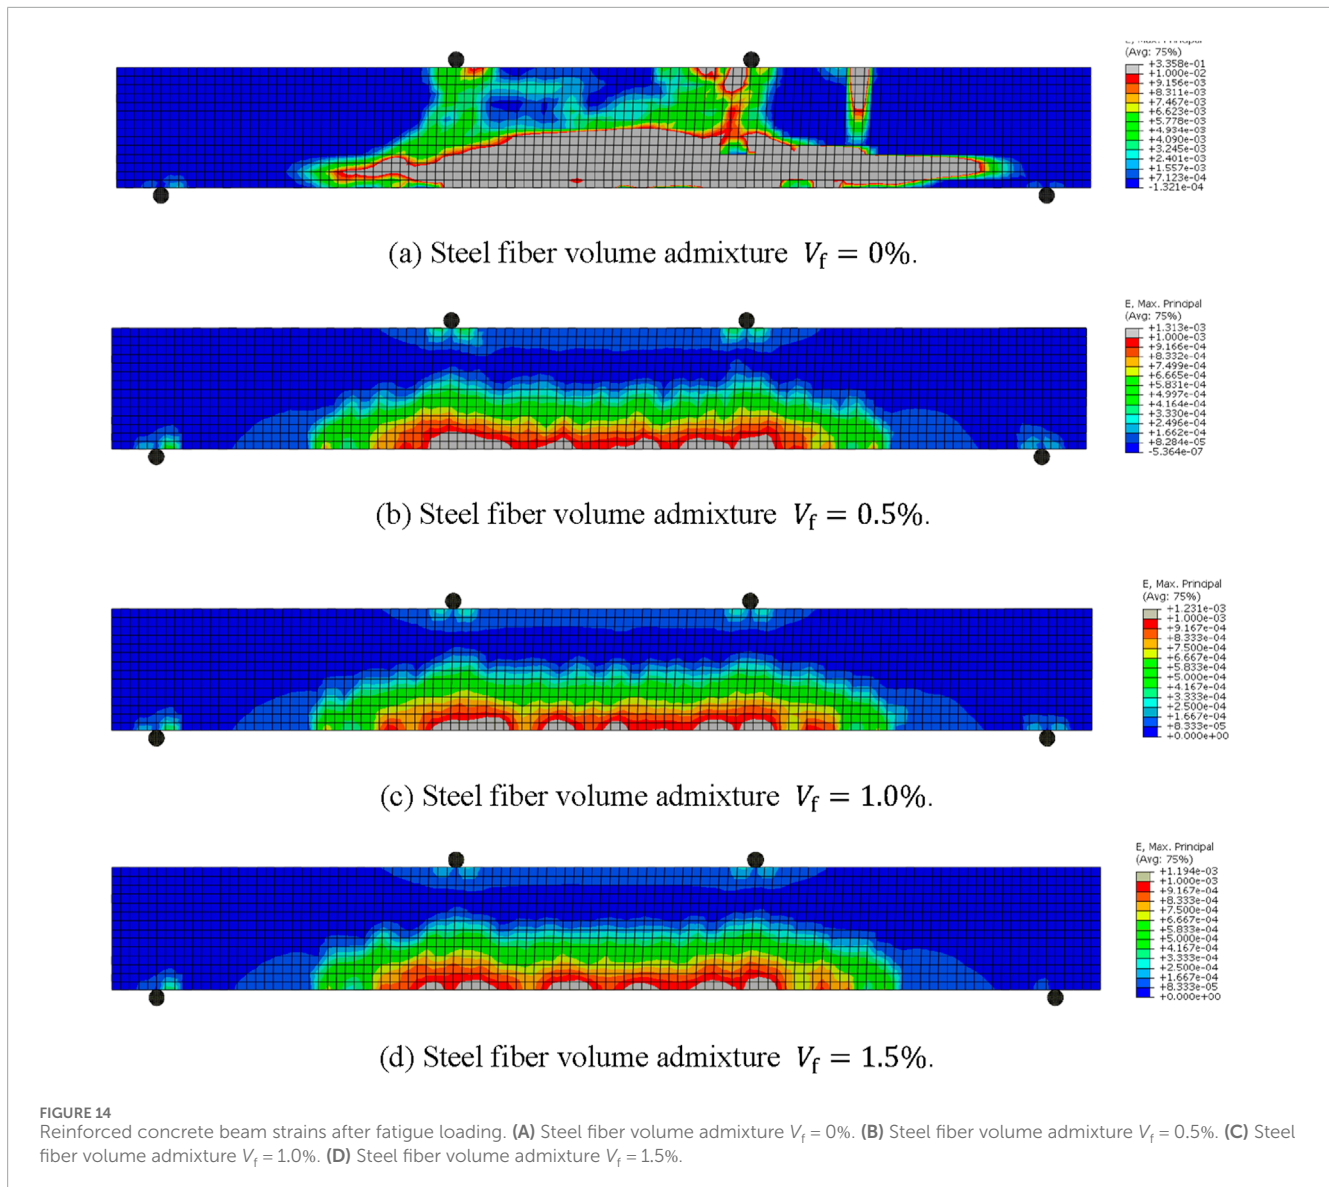 (Avg: 75%)
+3.358e-01
+1.000e-02
+9.156e-03
+8.311e-03
+7.467e-03
+6.623e-03
+5.778e-03
+4.934e-03
+4.090e-03
+3.245e-03
+2.401e-03
+1.557e-03
+7.123e-04
-1.321e-04
(a) Steel fiber volume admixture Vf = 0%.
E, Max. Principal
(Avg: 75%)
+1.313e-03
+1.000e-03
+9.166e-04
+8.332e-04
+7.499e-04
+6.665e-04
+5.831e-04
+4.997e-04
+4.164e-04
+3.330e-04
+2.496e-04
+1.662e-04
+8.284e-05
-5.364e-07
(b) Steel fiber volume admixture Vf = 0.5%.
E, Max. Principal
(Avg: 75%)
+1.231e-03
+1.000e-03
+9.167e-04
+8.333e-04
+7.500e-04
+6.667e-04
+5.833e-04
+5.000e-04
+4.167e-04
+3.333e-04
+2.500e-04
+1.667e-04
+8.333e-05
+0.000e+00
(c) Steel fiber volume admixture Vf = 1.0%.
E, Max. Principal
(Avg: 75%)
+1.194e-03
+1.000e-03
+9.167e-04
+8.333e-04
+7.500e-04
+6.667e-04
+5.833e-04
+5.000e-04
+4.167e-04
+3.333e-04
+2.500e-04
+1.667e-04
+8.333e-05
+0.000e+00
(d) Steel fiber volume admixture Vf = 1.5%.
FIGURE 14
Reinforced concrete beam strains after fatigue loading. (A) Steel fiber volume admixture Vf = 0%. (B) Steel fiber volume admixture Vf = 0.5%. (C) Steel
fiber volume admixture Vf = 1.0%. (D) Steel fiber volume admixture Vf = 1.5%.